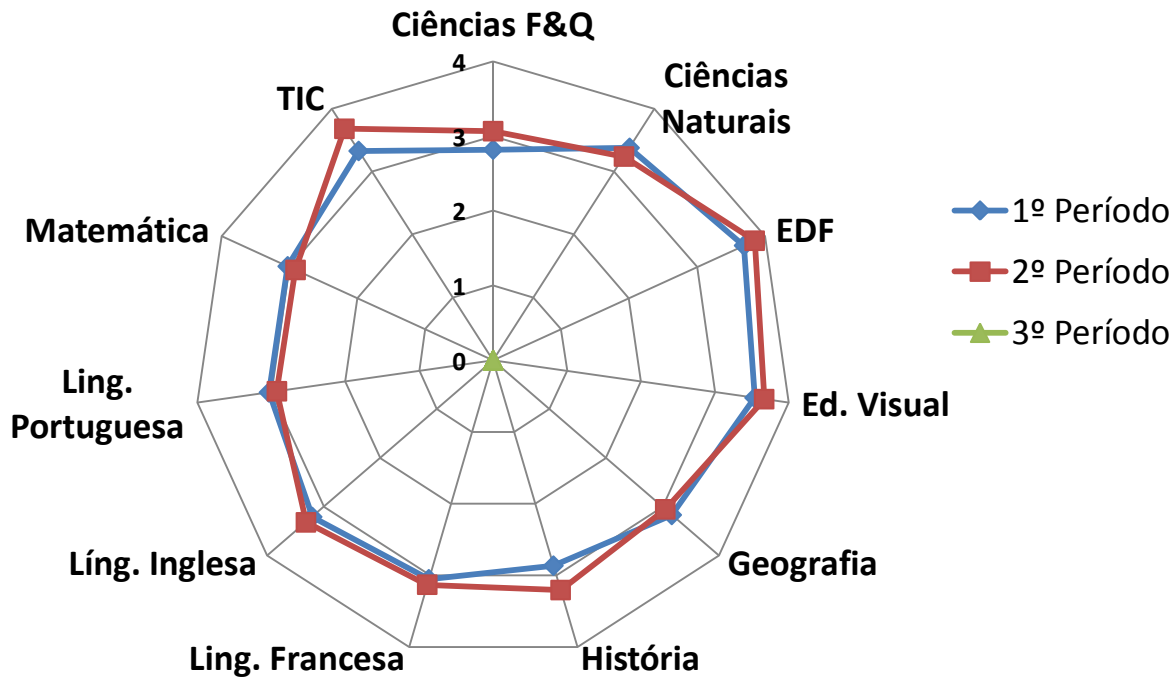 Ciências F&Q
Ciências
Naturais
EDF
Ed. Visual
Geografia
História
Ling. Francesa
Líng. Inglesa
Ling.
Portuguesa
Matemática
TIC
4
3
2
1
0
1º Período
2º Período
3º Período